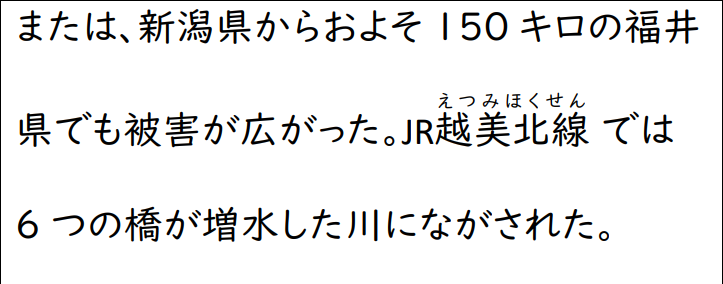 または、新潟県からおよそ 150 キロの福井
えつみほくせん
県でも被害が広がった。JR越美北線 では
6 つの橋が増水した川にながされた。